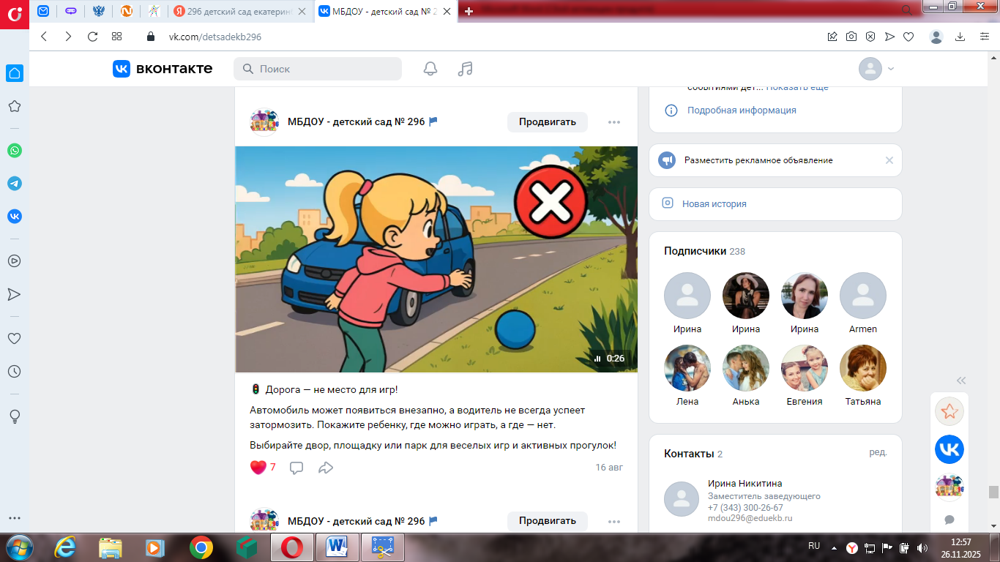 296 детский сад екатеринб
МБДОУ - детский сад № 2
vk.com/detsadekb296
вконтакте
Поиск
событиями дет... Показать ещё
Подробная информация
МБДОУ - детский сад № 296
Продвигать
Разместить рекламное объявление
Новая история
Подписчики 238
Ирина
Ирина
Ирина
Armen
Лена
Анька
Евгения
Татьяна
0:26
Дорога — не место для игр!
Автомобиль может появиться внезапно, а водитель не всегда успеет
затормозить. Покажите ребенку, где можно играть, а где — нет.
Выбирайте двор, площадку или парк для веселых игр и активных прогулок!
7
16 авг
Контакты 2
ред.
Ирина Никитина
Заместитель заведующего
+7 (343) 300-26-67
mdou296@eduekb.ru
МБДОУ - детский сад № 296
Продвигать
RU
12:57
26.11.2025